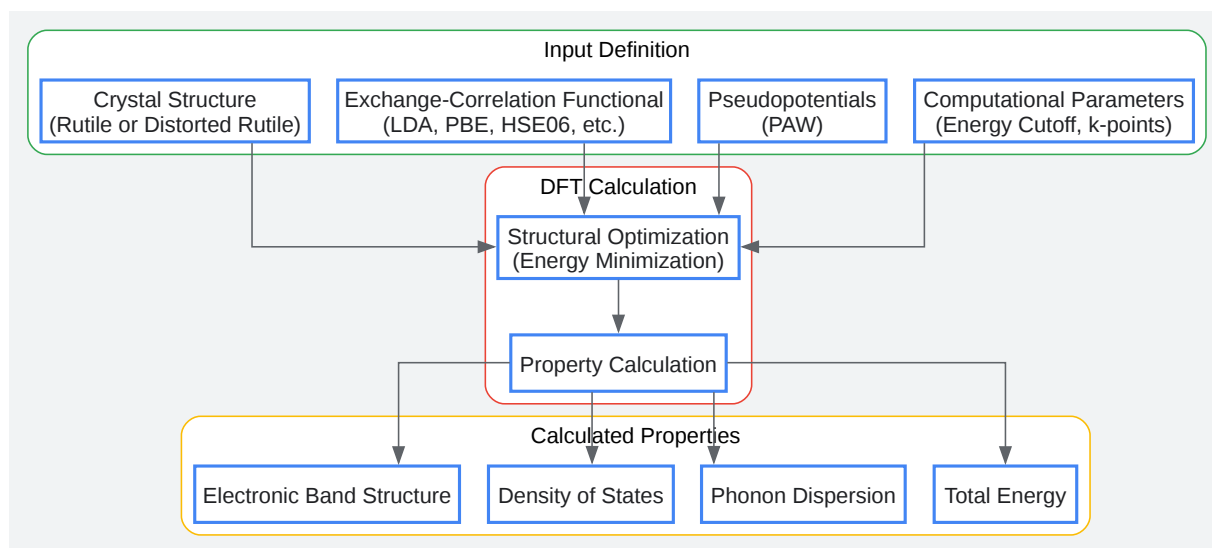 Input Definition
Crystal Structure
(Rutile or Distorted Rutile)
Exchange-Correlation Functional
(LDA, PBE, HSE06, etc.)
Pseudopotentials
(PAW)
Computational Parameters
(Energy Cutoff, k-points)
DFT Calculation
Structural Optimization
(Energy Minimization)
Property Calculation
Calculated Properties
Electronic Band Structure
Density of States
Phonon Dispersion
Total Energy